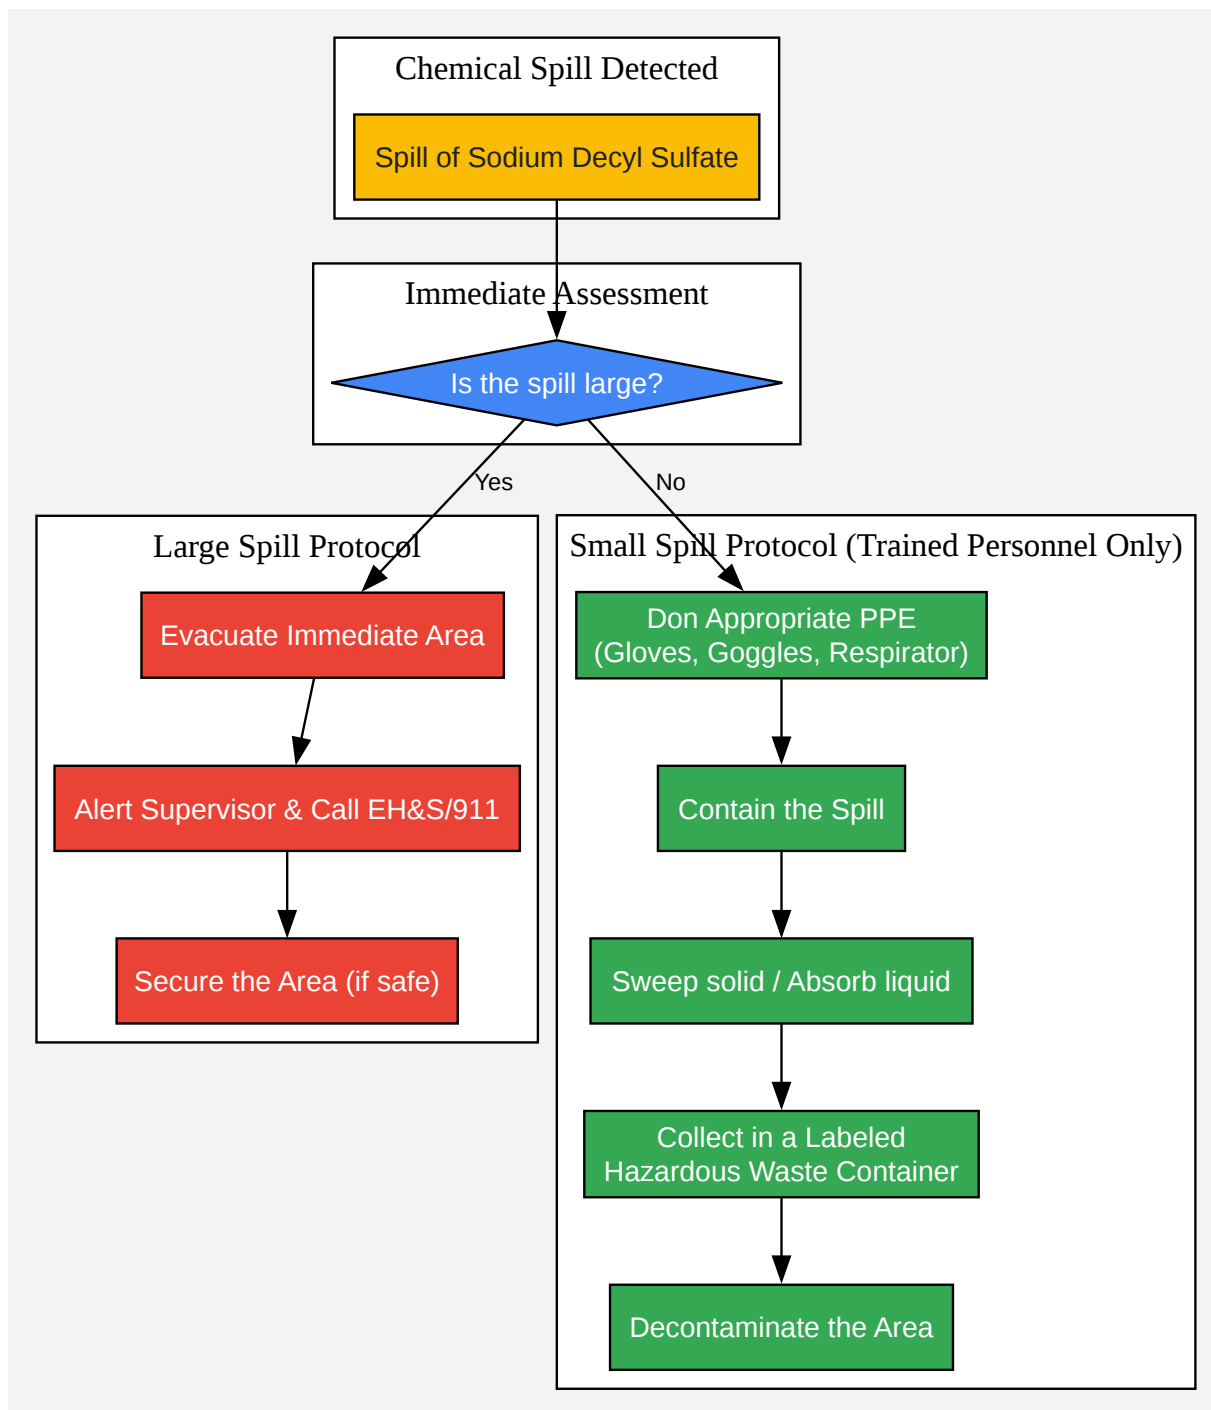 Chemical Spill Detected
Spill of Sodium Decyl Sulfate
Immediate Assessment
Is the spill large?
Yes
No
Large Spill Protocol
Evacuate Immediate Area
Alert Supervisor & Call EH&S/911
Secure the Area (if safe)
Small Spill Protocol (Trained Personnel Only)
Don Appropriate PPE
(Gloves, Goggles, Respirator)
Contain the Spill
Sweep solid / Absorb liquid
Collect in a Labeled
Hazardous Waste Container
Decontaminate the Area